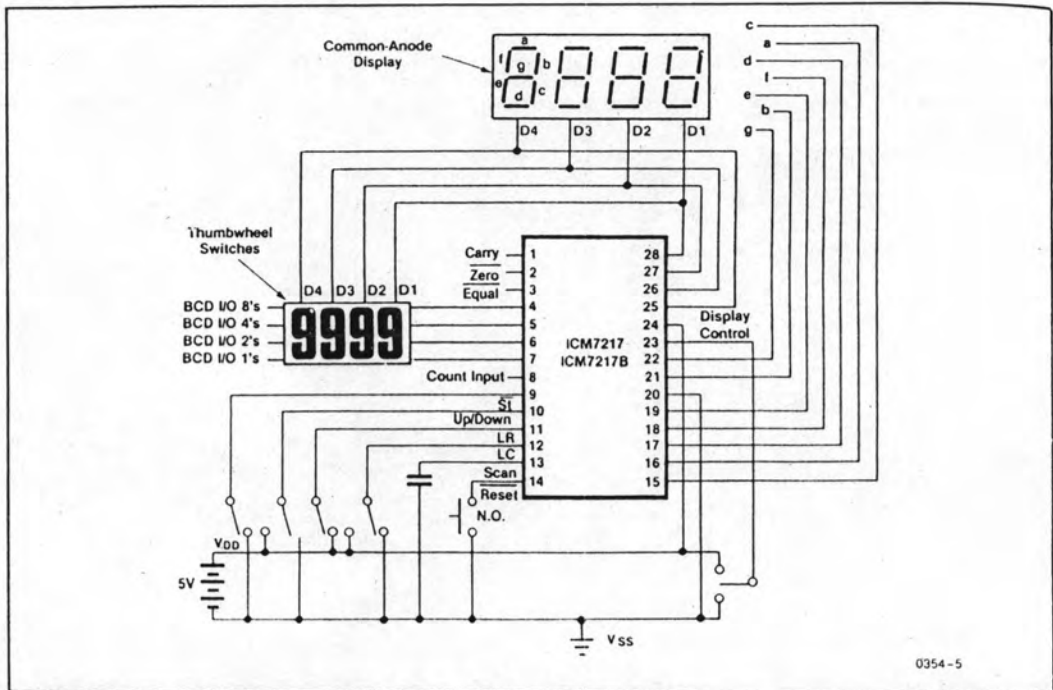 Common-Anode
Display
a
f
g
b
e
d
c
D4 D3 D2 D1
c
a
d
f
e
b
g
Thumbwheel
Switches
D4 D3 D2 D1
9999
BCD I/O 8's
BCD I/O 4's
BCD I/O 2's
BCD I/O 1's
Carry
Zero
Equal
Count Input
St
Up/Down
LR
LC
Scan
Reset
N.O.
1
2
3
4
5
6
7
8
9
10
11
12
13
14
ICM7217
ICM7217B
28
27
26
25
24
23
22
21
20
19
18
17
16
15
Display
Control
VDD
5V
VSS
0354-5